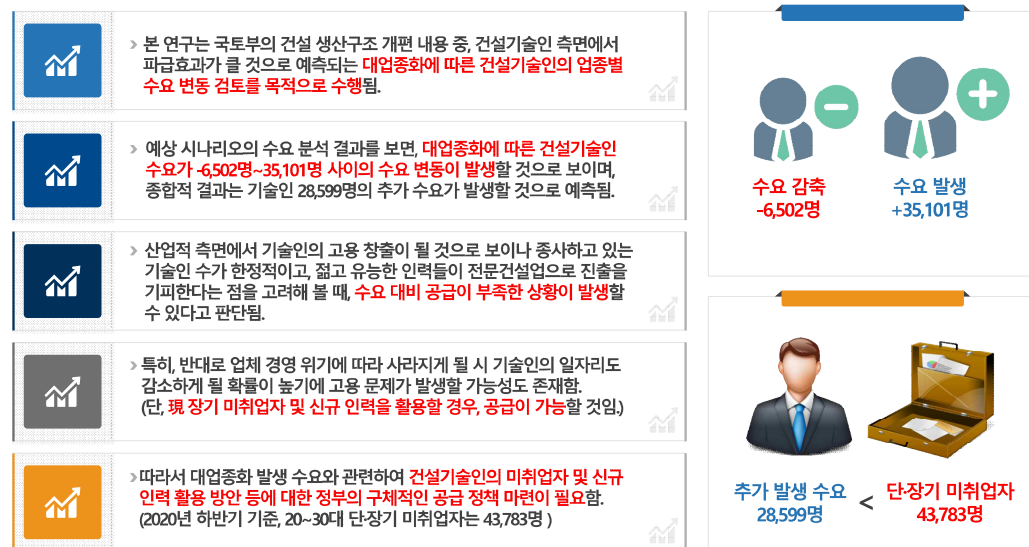 › 본 연구는 국토부의 건설 생산구조 개편 내용 중, 건설기술인 측면에서
파급효과가 클 것으로 예측되는 대업종화에 따른 건설기술인의 업종별
수요 변동 검토를 목적으로 수행됨.
› 예상 시나리오의 수요 분석 결과를 보면, 대업종화에 따른 건설기술인
수요가 -6,502명~35,101명 사이의 수요 변동이 발생할 것으로 보이며,
종합적 결과는 기술인 28,599명의 추가 수요가 발생할 것으로 예측됨.
› 산업적 측면에서 기술인의 고용 창출이 될 것으로 보이나 종사하고 있는
기술인 수가 한정적이고, 젊고 유능한 인력들이 전문건설업으로 진출을
기피한다는 점을 고려해 볼 때, 수요 대비 공급이 부족한 상황이 발생할
수 있다고 판단됨.
› 특히, 반대로 업체 경영 위기에 따라 사라지게 될 시 기술인의 일자리도
감소하게 될 확률이 높기에 고용 문제가 발생할 가능성도 존재함.
(단, 現 장기 미취업자 및 신규 인력을 활용할 경우, 공급이 가능할 것임.)
› 따라서 대업종화 발생 수요와 관련하여 건설기술인의 미취업자 및 신규
인력 활용 방안 등에 대한 정부의 구체적인 공급 정책 마련이 필요함.
(2020년 하반기 기준, 20~30대 단·장기 미취업자는 43,783명 )
수요 감축 수요 발생
-6,502명 +35,101명
추가 발생 수요 < 단·장기 미취업자
28,599명 43,783명